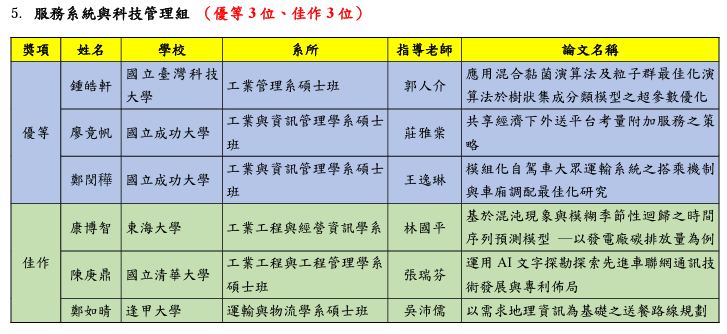 5. 服務系統與科技管理組 （優等 3 位、佳作 3 位）
獎項 姓名 學校 系所 指導老師 論文名稱
優等
鍾皓軒 國立臺灣科技大學 工業管理系碩士班 郭人介 應用混合黏菌演算法及粒子群最佳化演算法於樹狀集成分類模型之超參數優化
廖竟帆 國立成功大學 工業與資訊管理學系碩士班 莊雅棠 共享經濟下外送平台考量附加服務之策略
鄭閔樺 國立成功大學 工業與資訊管理學系碩士班 王逸琳 模組化自駕車大眾運輸系統之搭乘機制與車廂調配最佳化研究
佳作
康博智 東海大學 工業工程與經營資訊學系 林國平 基於混沌現象與模糊季節性迴歸之時間序列預測模型 —以發電廠碳排放量為例
陳庚鼎 國立清華大學 工業工程與工程管理學系碩士班 張瑞芬 運用 AI 文字探勘探索先進車聯網通訊技術發展與專利佈局
鄭如晴 逢甲大學 運輸與物流學系碩士班 吳沛儒 以需求地理資訊為基礎之送餐路線規劃